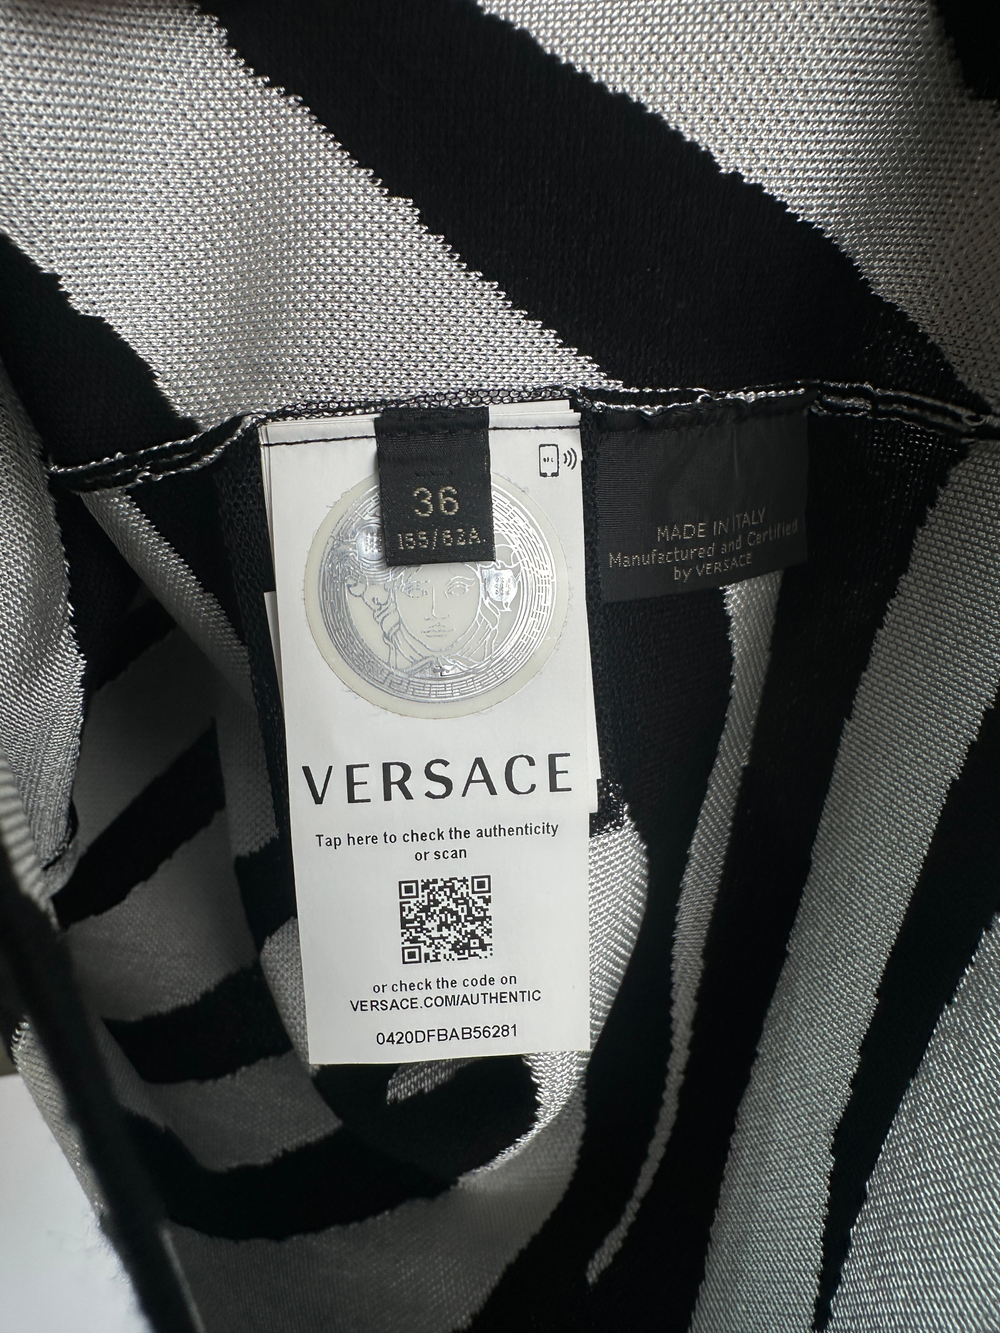 36
155/62A
MADE IN ITALY
Manufactured and Certified
by VERSACE
VERSACE
Tap here to check the authenticity
or scan
or check the code on
VERSACE.COM/AUTHENTIC
0420DFBAB56281